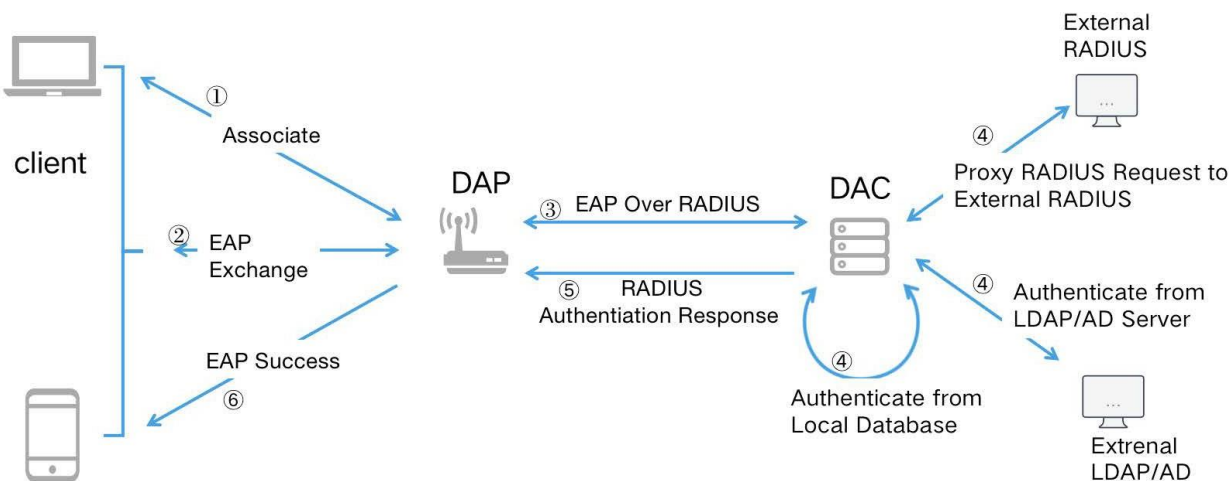 External
RADIUS
①
Associate
client
④
Proxy RADIUS Request to
External RADIUS
DAP
DAC
③ EAP Over RADIUS
② EAP
Exchange
⑤ RADIUS
Authentiation Response
④ Authenticate from
LDAP/AD Server
EAP Success
⑥
④
Authenticate from
Local Database
...
...
Extrenal
LDAP/AD